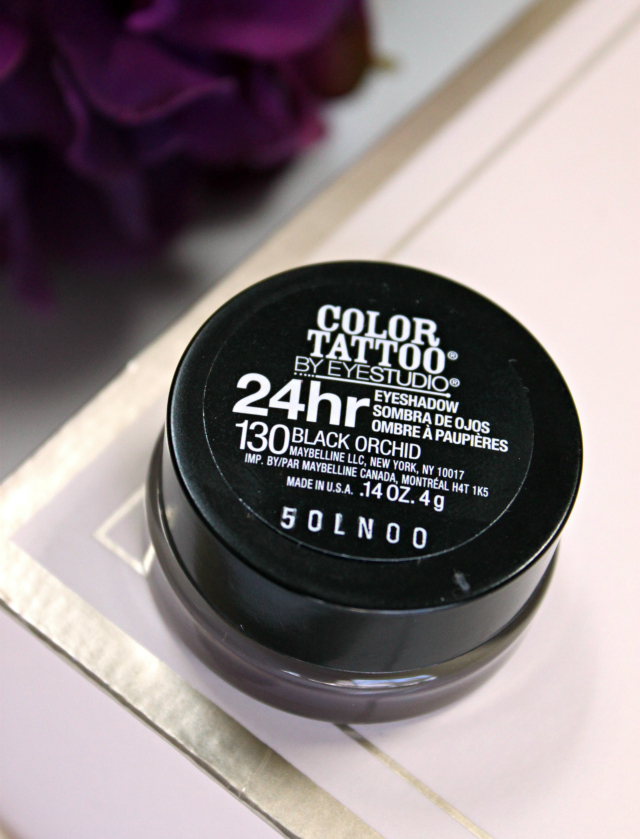 COLOR
TATTOO®
BY EYESTUDIO®
24hr EYESHADOW
SOMBRA DE OJOS
OMBRE À PAUPIÈRES
130 BLACK ORCHID
MAYBELLINE LLC, NEW YORK, NY 10017
IMP. BY/PAR MAYBELLINE CANADA, MONTRÉAL H4T 1K5
MADE IN U.S.A. .14 OZ. 4 g
50LN00